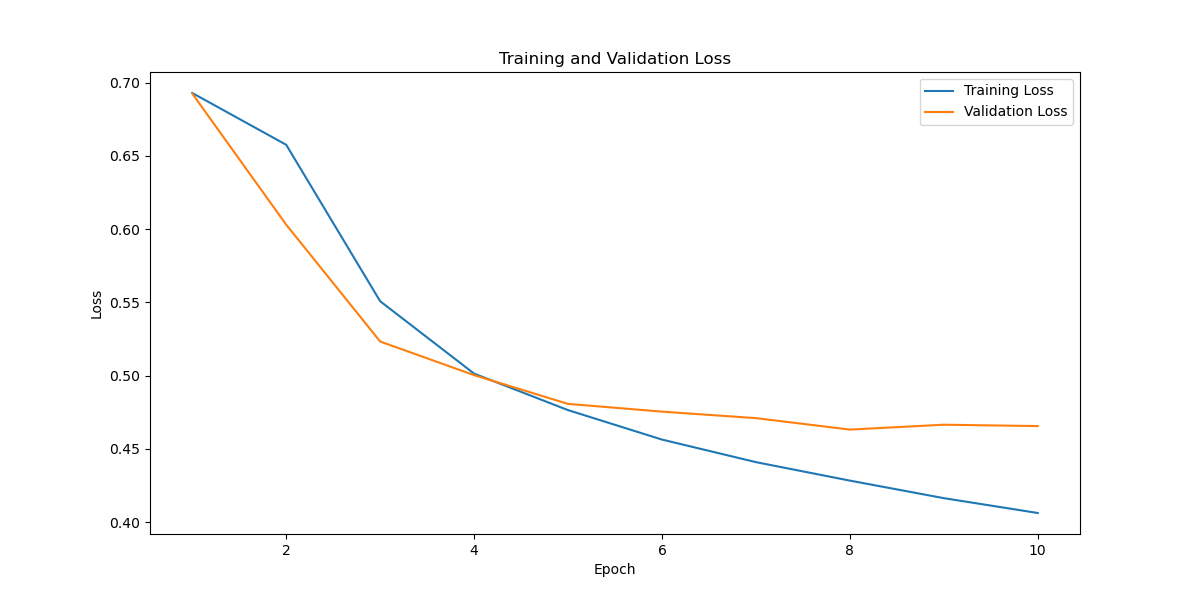 Training and Validation Loss
Training Loss
Validation Loss
0.70
0.65
0.60
0.55
0.50
0.45
0.40
Loss
2 4 6 8 10
Epoch